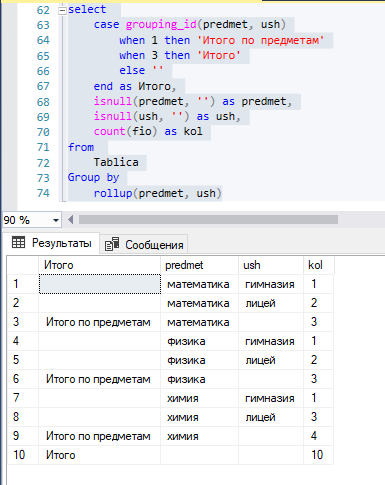 62 select
63 case grouping_id(predmet, ush)
64 when 1 then 'Итого по предметам'
65 when 3 then 'Итого'
66 else ''
67 end as Итого,
68 isnull(predmet, '') as predmet,
69 isnull(ush, '') as ush,
70 count(fio) as kol
71 from
72 Tablica
73 Group by
74 rollup(predmet, ush)
90 %
Результаты Сообщения
Итого predmet ush kol
1 математика гимназия 1
2 математика лицей 2
3 Итого по предметам математика 3
4 физика гимназия 1
5 физика лицей 2
6 Итого по предметам физика 3
7 химия гимназия 1
8 химия лицей 3
9 Итого по предметам химия 4
10 Итого 10